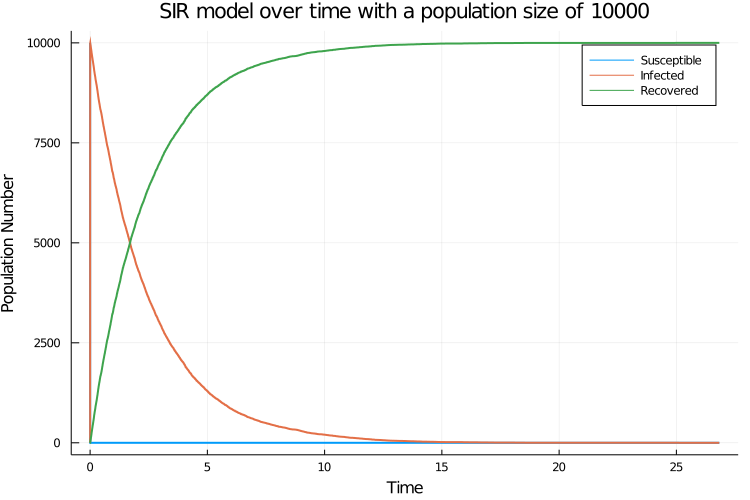 SIR model over time with a population size of 10000
Population Number
10000
7500
5000
2500
0
Susceptible
Infected
Recovered
0 5 10 15 20 25
Time